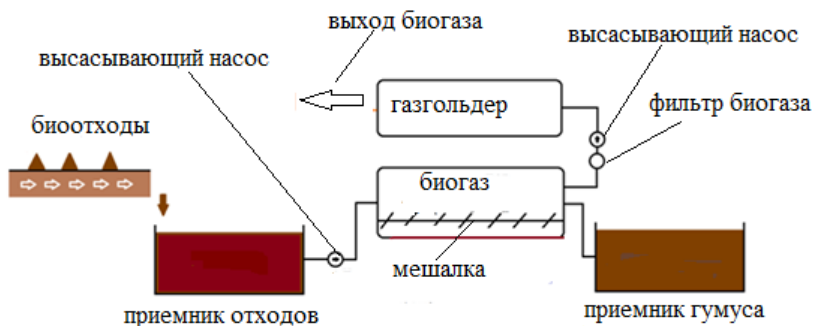 выход биогаза
высасывающий насос
высасывающий насос
газгольдер
фильтр биогаза
биоотходы
биогаз
мешалка
приемник отходов
приемник гумуса